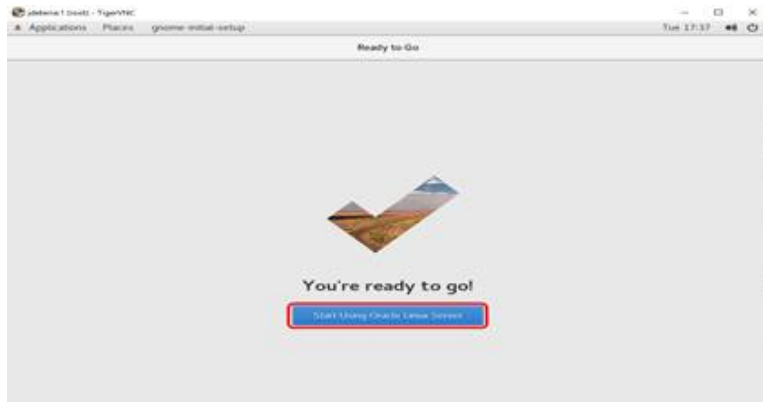 TigerVNC
Applications Places gnome-initial-setup Tue 17:37
Ready to Go
You're ready to go!
Start Using Oracle Linux Server